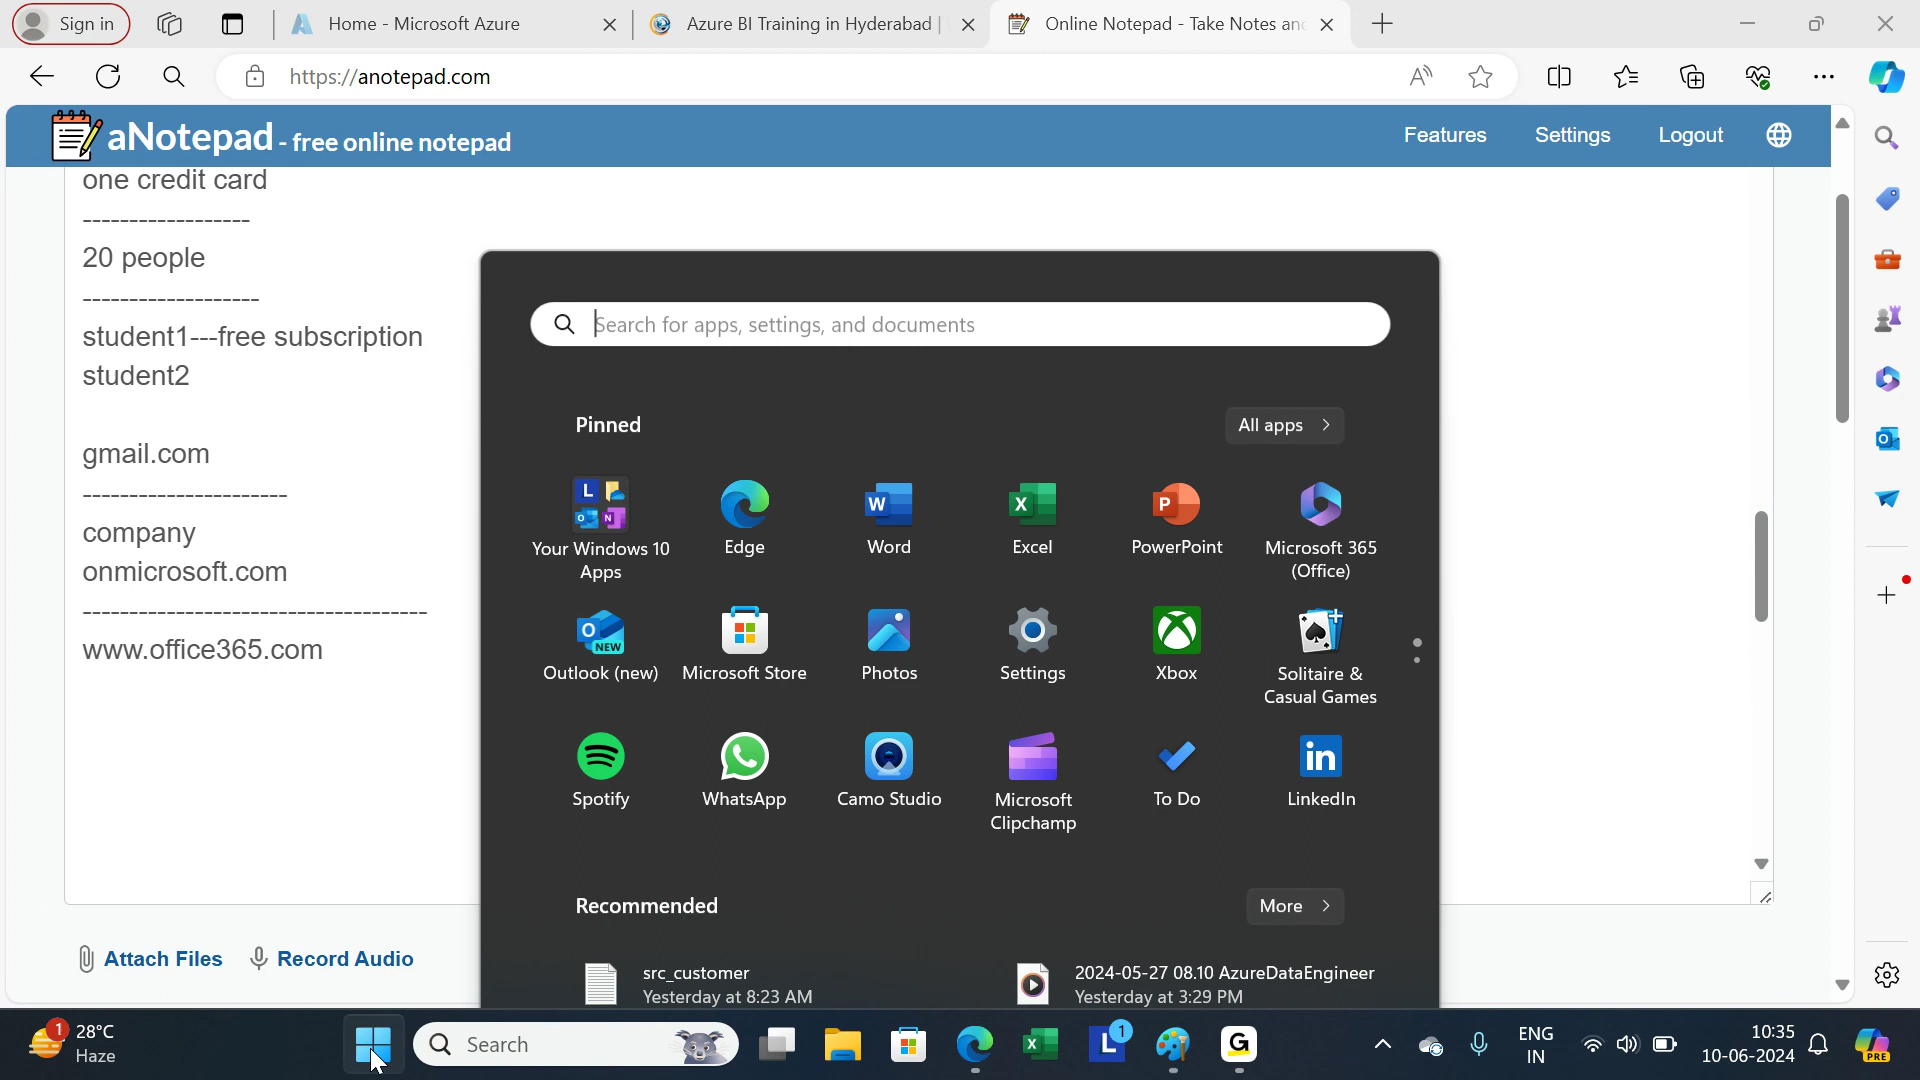 Sign in
Home - Microsoft Azure
Azure BI Training in Hyderabad |
Online Notepad - Take Notes and
https://anotepad.com
aNotepad - free online notepad
Features
Settings
Logout
one credit card
------------------
20 people
-------------------
student1---free subscription
student2
gmail.com
----------------------
company
onmicrosoft.com
-------------------------------------
www.office365.com
Attach Files
Record Audio
Search for apps, settings, and documents
Pinned
All apps
Your Windows 10
Apps
Edge
Word
Excel
PowerPoint
Microsoft 365
(Office)
Outlook (new)
Microsoft Store
Photos
Settings
Xbox
Solitaire &
Casual Games
Spotify
WhatsApp
Camo Studio
Microsoft
Clipchamp
To Do
LinkedIn
Recommended
More
src_customer
Yesterday at 8:23 AM
2024-05-27 08.10 AzureDataEngineer
Yesterday at 3:29 PM
1
28°C
Haze
Search
1
ENG
IN
10:35
10-06-2024
PRE